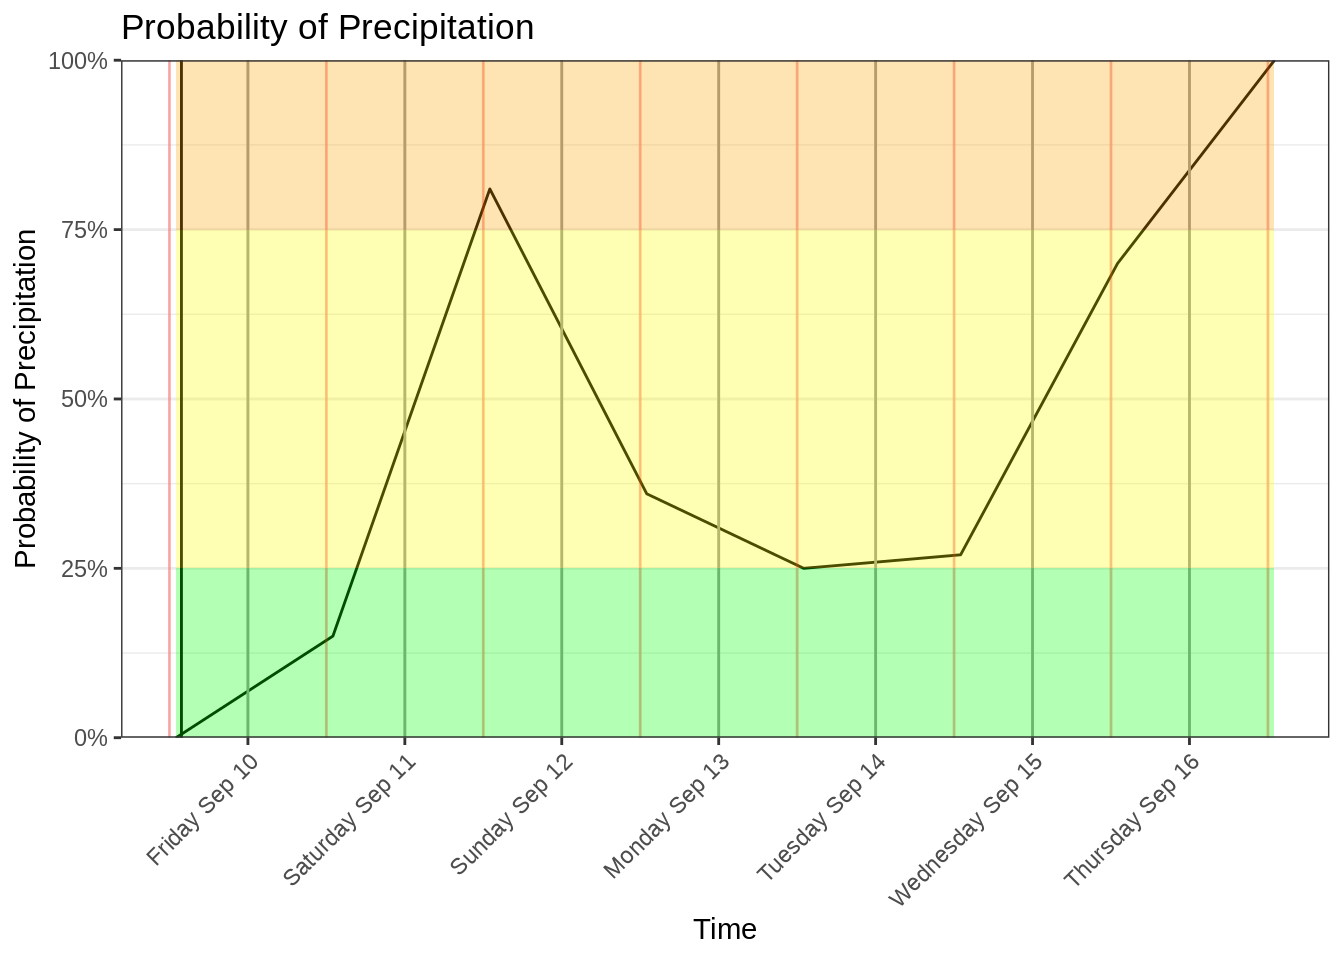 Probability of Precipitation
Probability of Precipitation
100%
75%
50%
25%
0%
Friday Sep 10
Saturday Sep 11
Sunday Sep 12
Monday Sep 13
Tuesday Sep 14
Wednesday Sep 15
Thursday Sep 16
Time